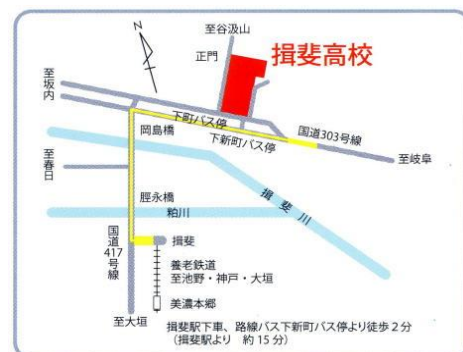 至谷汲山
N
正門
揖斐高校
至坂内
下町バス停
国道303号線
岡島橋
下新町バス停
至岐阜
至春日
揖斐川
脛永橋
粕川
国道417号線
揖斐
養老鉄道
至池野・神戸・大垣
美濃本郷
至大垣
揖斐駅下車、路線バス下新町バス停より徒歩2分
(揖斐駅より 約15分)